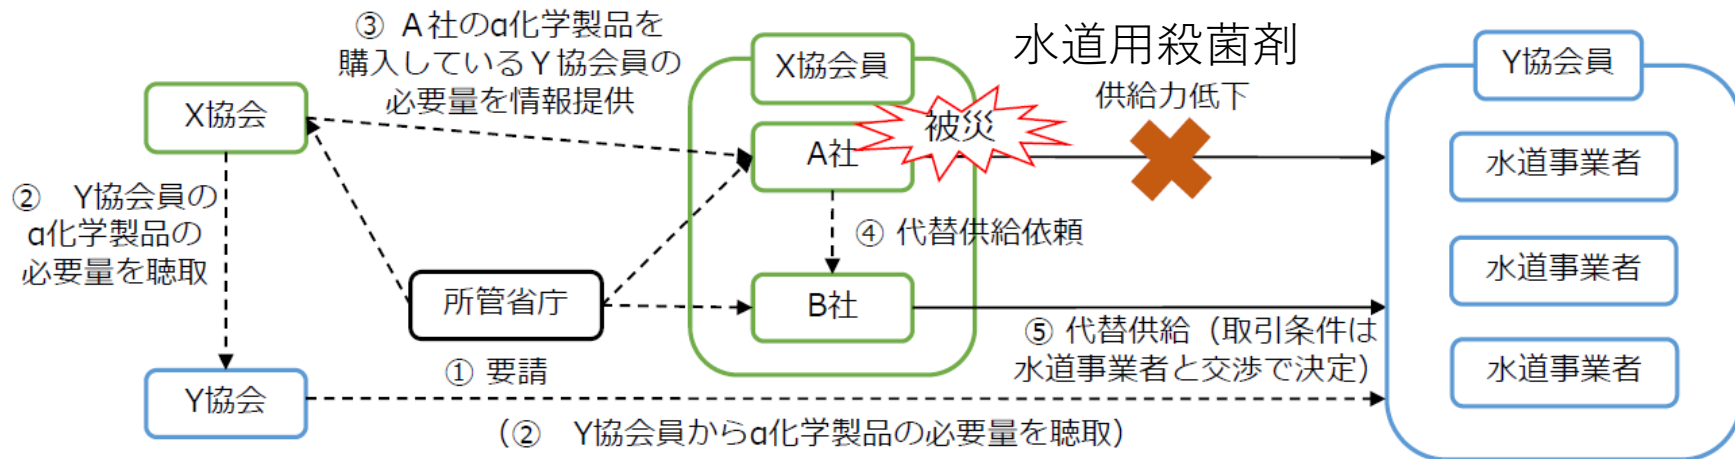 ③ A社のα化学製品を
購入しているY協会員の
必要量を情報提供
X協会員
水道用殺菌剤
供給力低下
Y協会員
X協会
被災
A社
水道事業者
② Y協会員の
α化学製品の
必要量を聴取
④ 代替供給依頼
水道事業者
所管省庁
B社
⑤ 代替供給（取引条件は
水道事業者と交渉で決定）
水道事業者
① 要請
Y協会
（② Y協会員からα化学製品の必要量を聴取）